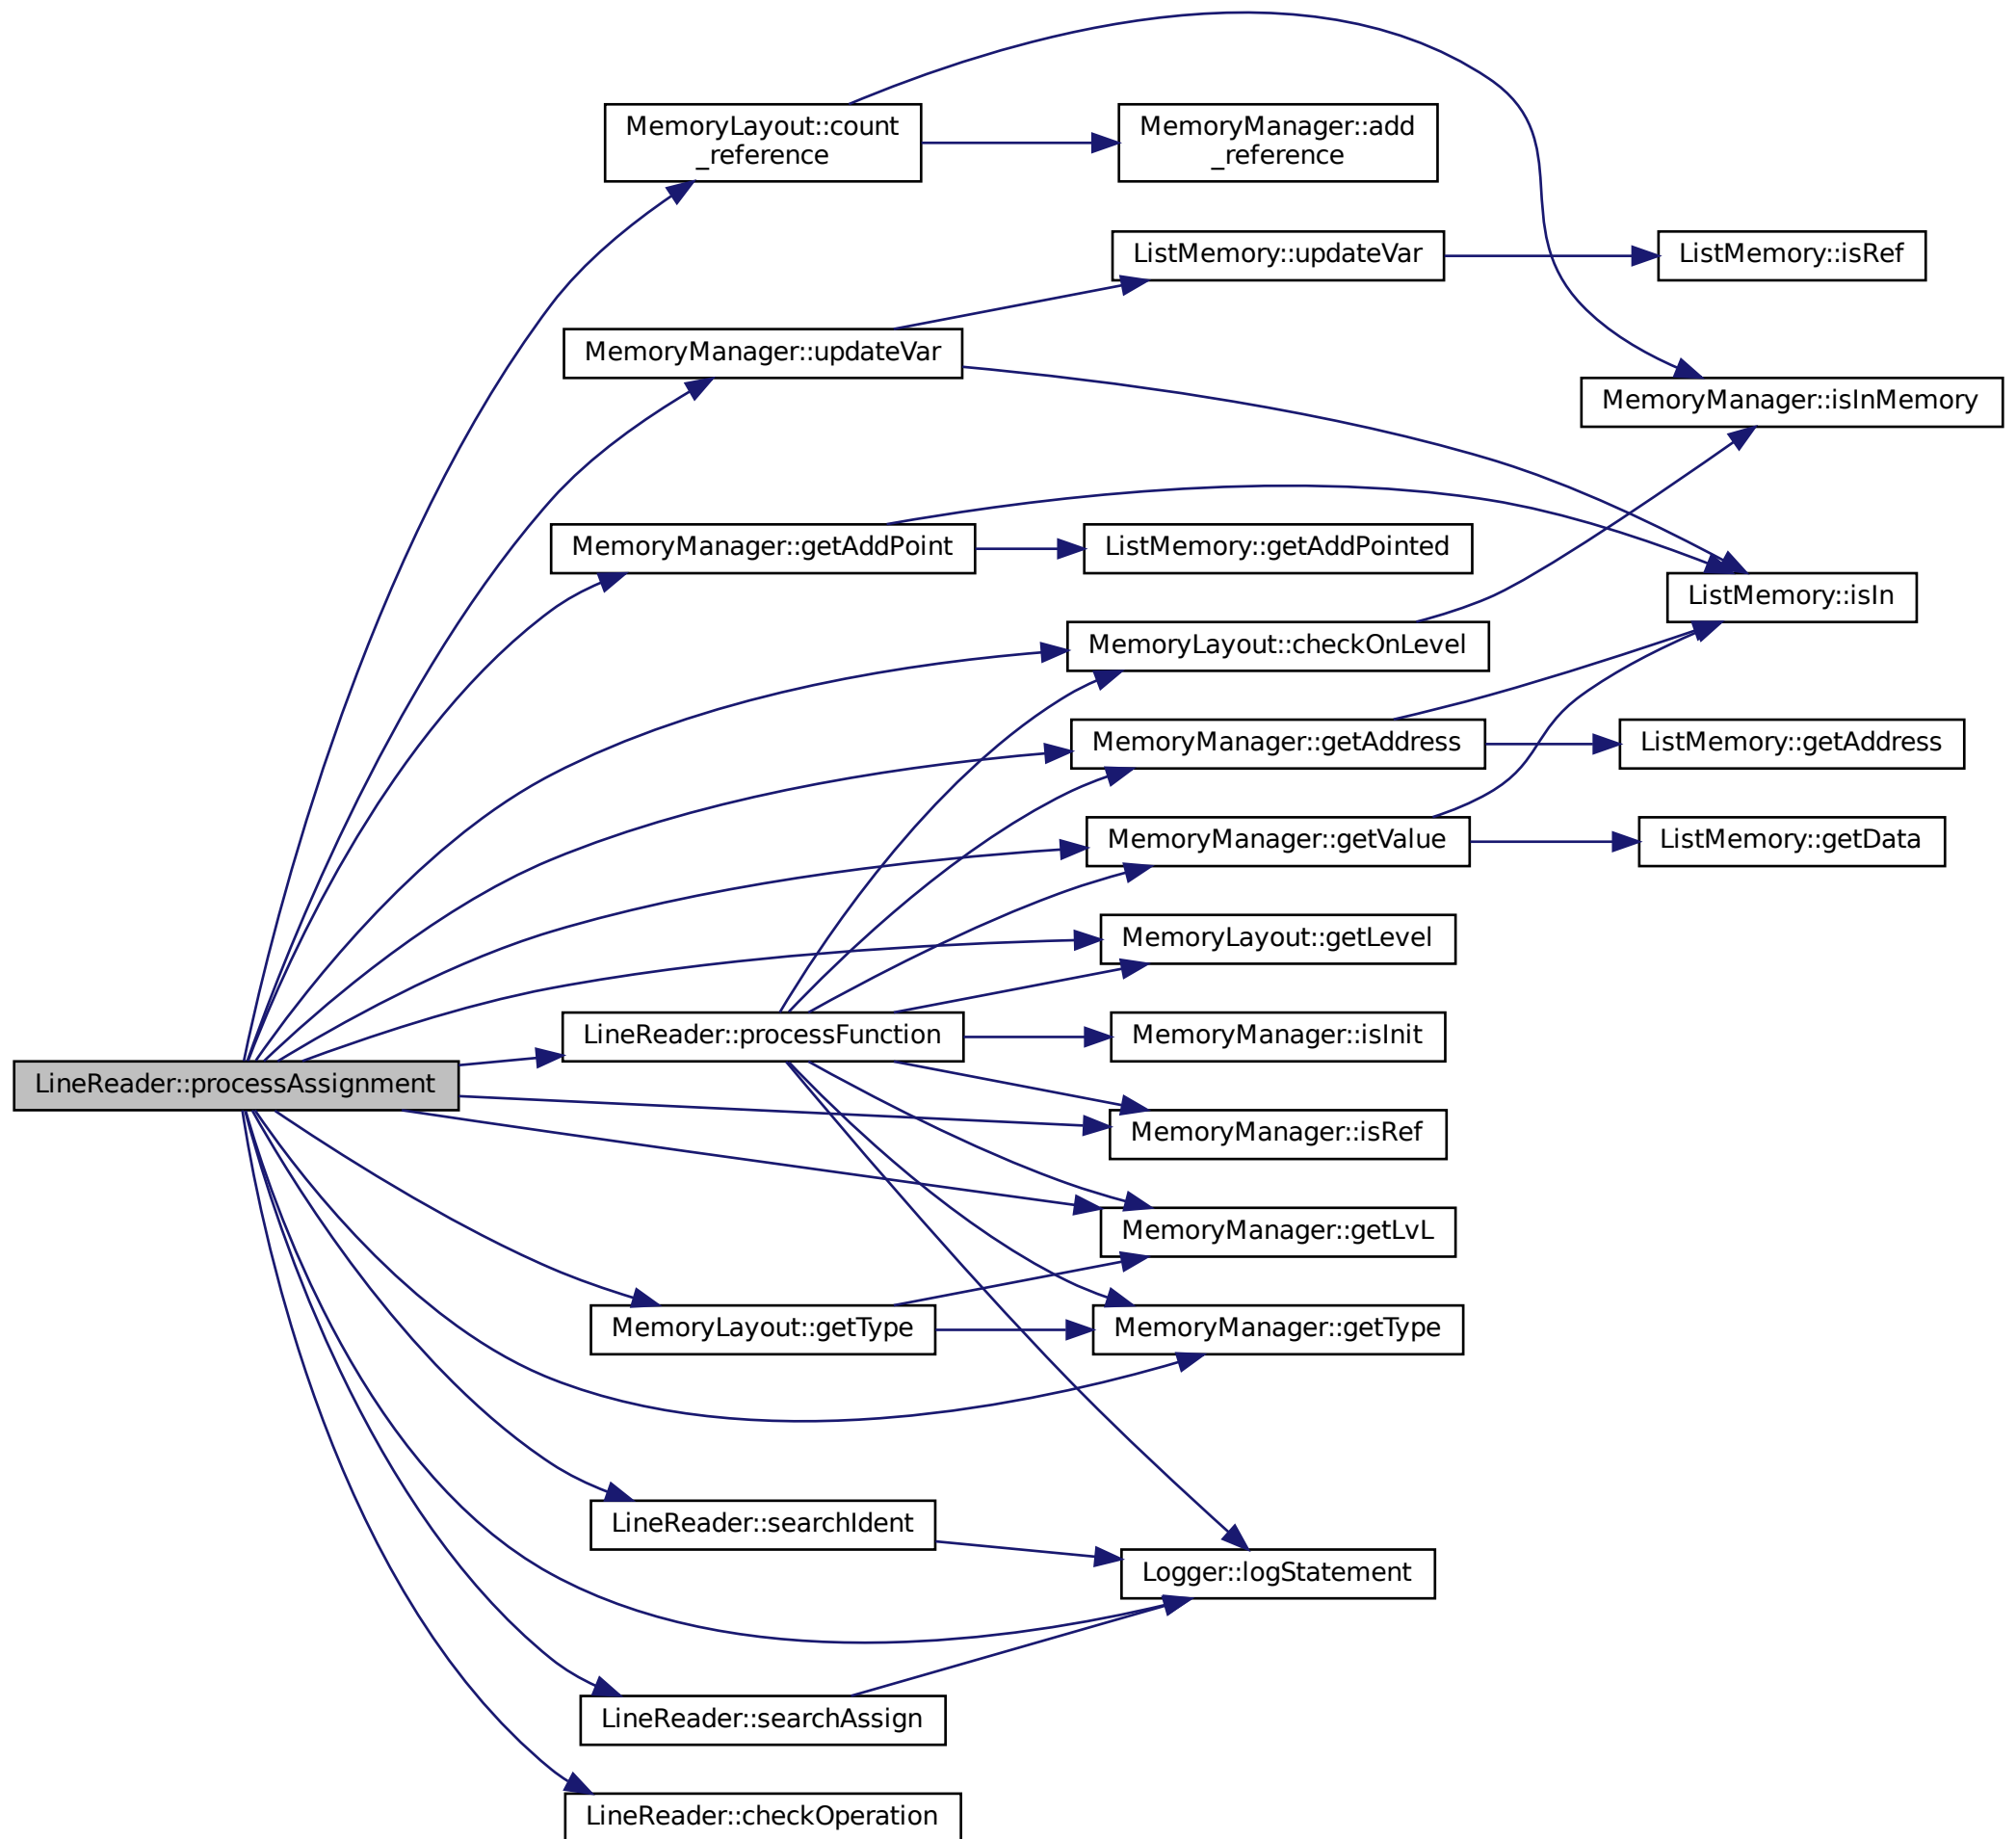 MemoryLayout::count
_reference
MemoryManager::add
_reference
ListMemory::updateVar
ListMemory::isRef
MemoryManager::updateVar
MemoryManager::isInMemory
MemoryManager::getAddPoint
ListMemory::getAddPointed
ListMemory::isIn
MemoryLayout::checkOnLevel
MemoryManager::getAddress
ListMemory::getAddress
MemoryManager::getValue
ListMemory::getData
MemoryLayout::getLevel
LineReader::processFunction
MemoryManager::isInit
LineReader::processAssignment
MemoryManager::isRef
MemoryManager::getLvL
MemoryLayout::getType
MemoryManager::getType
LineReader::searchIdent
Logger::logStatement
LineReader::searchAssign
LineReader::checkOperation